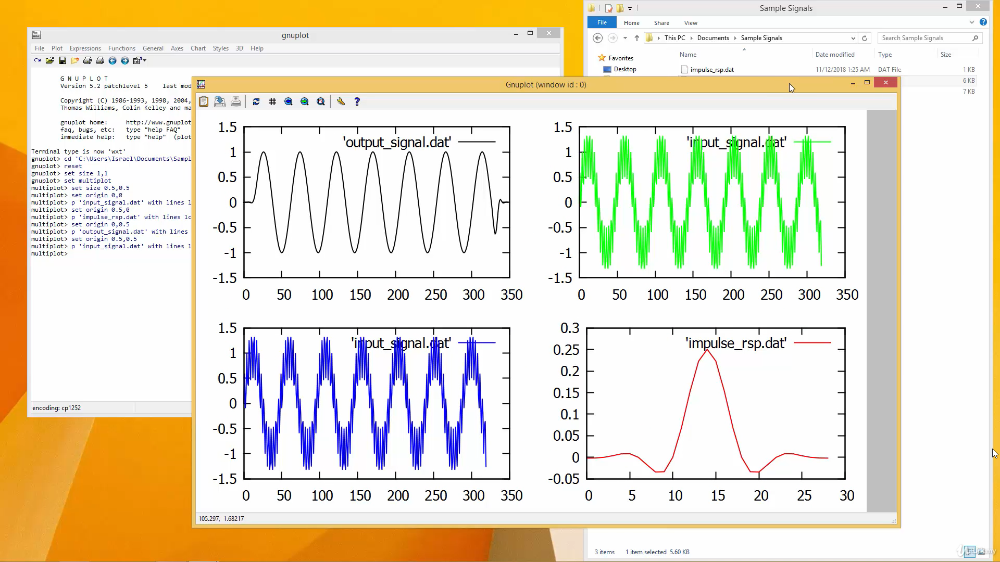 gnuplot
File Plot Expressions Functions General Axes Chart Styles 3D Help
G N U P L O T
Version 5.2 patchlevel 5 last mod
Copyright (C) 1986-1993, 1998, 2004,
Thomas Williams, Colin Kelley and ma
gnuplot home: http://www.gnuplot
faq, bugs, etc: type "help FAQ"
immediate help: type "help" (plot
Terminal type is now 'wxt'
gnuplot> cd 'C:\Users\Israel\Documents\Sampl
gnuplot> reset
gnuplot> set size 1,1
gnuplot> set multiplot
multiplot> set size 0.5,0.5
multiplot> set origin 0,0
multiplot> p 'input_signal.dat' with lines l
multiplot> set origin 0.5,0
multiplot> p 'impulse_rsp.dat' with lines lc
multiplot> set origin 0,0.5
multiplot> p 'output_signal.dat' with lines
multiplot> set origin 0.5,0.5
multiplot> p 'input_signal.dat' with lines l
multiplot>
encoding: cp1252
Sample Signals
File Home Share View
This PC Documents Sample Signals
Search Sample Signals
Name Date modified Type Size
Favorites
Desktop
impulse_rsp.dat 11/12/2018 1:25 AM DAT File 1 KB
6 KB
7 KB
3 items 1 item selected 5.60 KB
Gnuplot (window id : 0)
'output_signal.dat'
1.5
1
0.5
0
-0.5
-1
-1.5
0 50 100 150 200 250 300 350
'input_signal.dat'
1.5
1
0.5
0
-0.5
-1
-1.5
0 50 100 150 200 250 300 350
'input_signal.dat'
1.5
1
0.5
0
-0.5
-1
-1.5
0 50 100 150 200 250 300 350
'impulse_rsp.dat'
0.3
0.25
0.2
0.15
0.1
0.05
0
-0.05
0 5 10 15 20 25 30
105.297, 1.68217